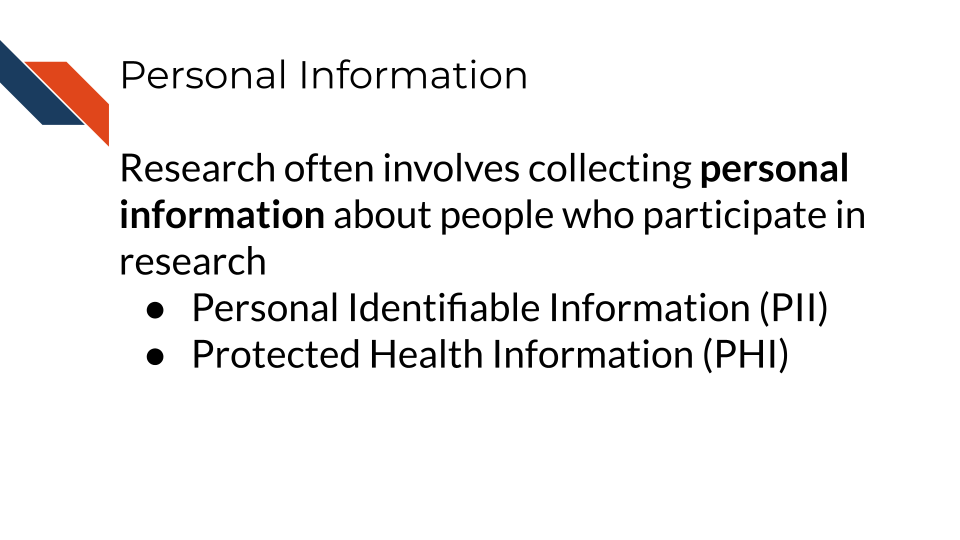 Personal Information
Research often involves collecting personal
information about people who participate in
research
● Personal Identifiable Information (PII)
● Protected Health Information (PHI)